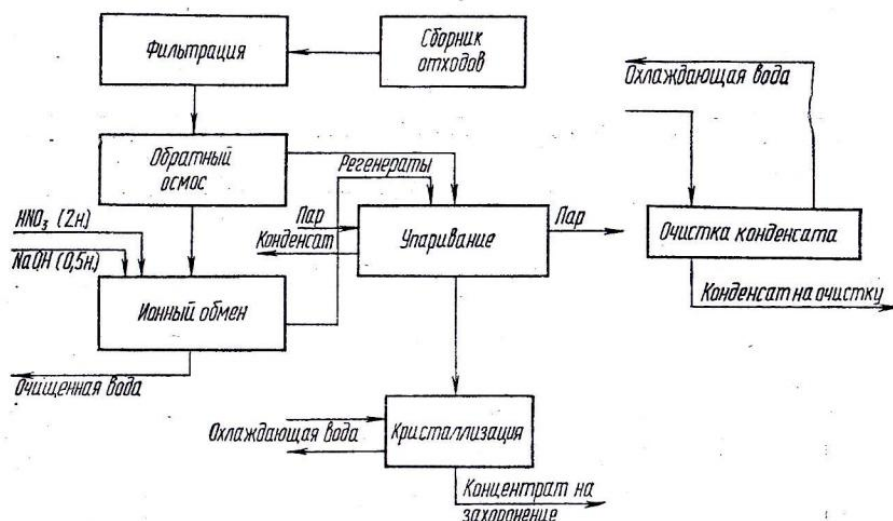 Сборник
отходов
Фильтрация
Охлаждающая вода
Обратный
осмос
Регенераты
HNO₃ (2н.)
NaOH (0,5н.)
Пар
Конденсат
Упаривание
Пар
Очистка конденсата
Конденсат на очистку
Ионный обмен
Очищенная вода
Охлаждающая вода
Кристаллизация
Концентрат на
захоронение